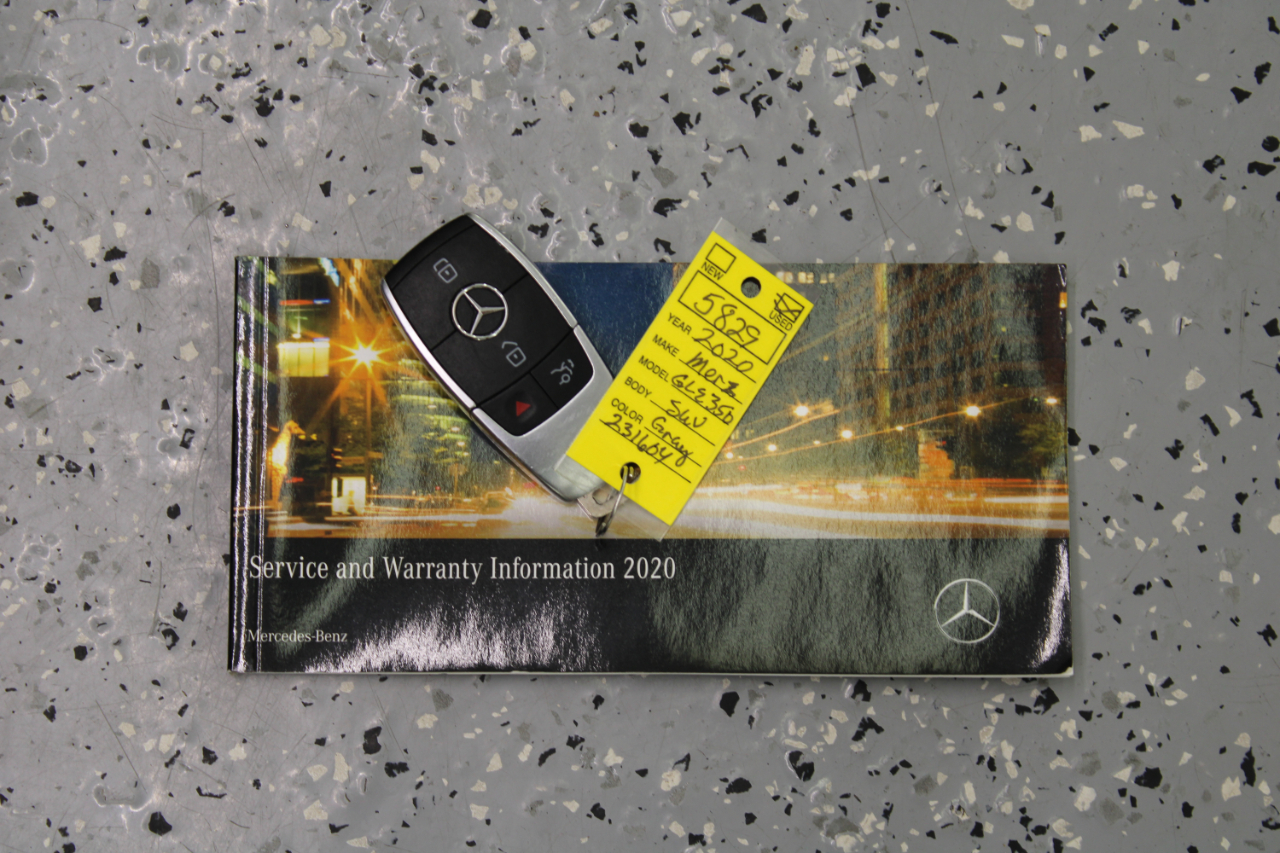 NEW
USED
5829
YEAR 2020
MAKE Merz
MODEL GLE350
BODY Suv
COLOR Gray
231604
Service and Warranty Information 2020
Mercedes-Benz